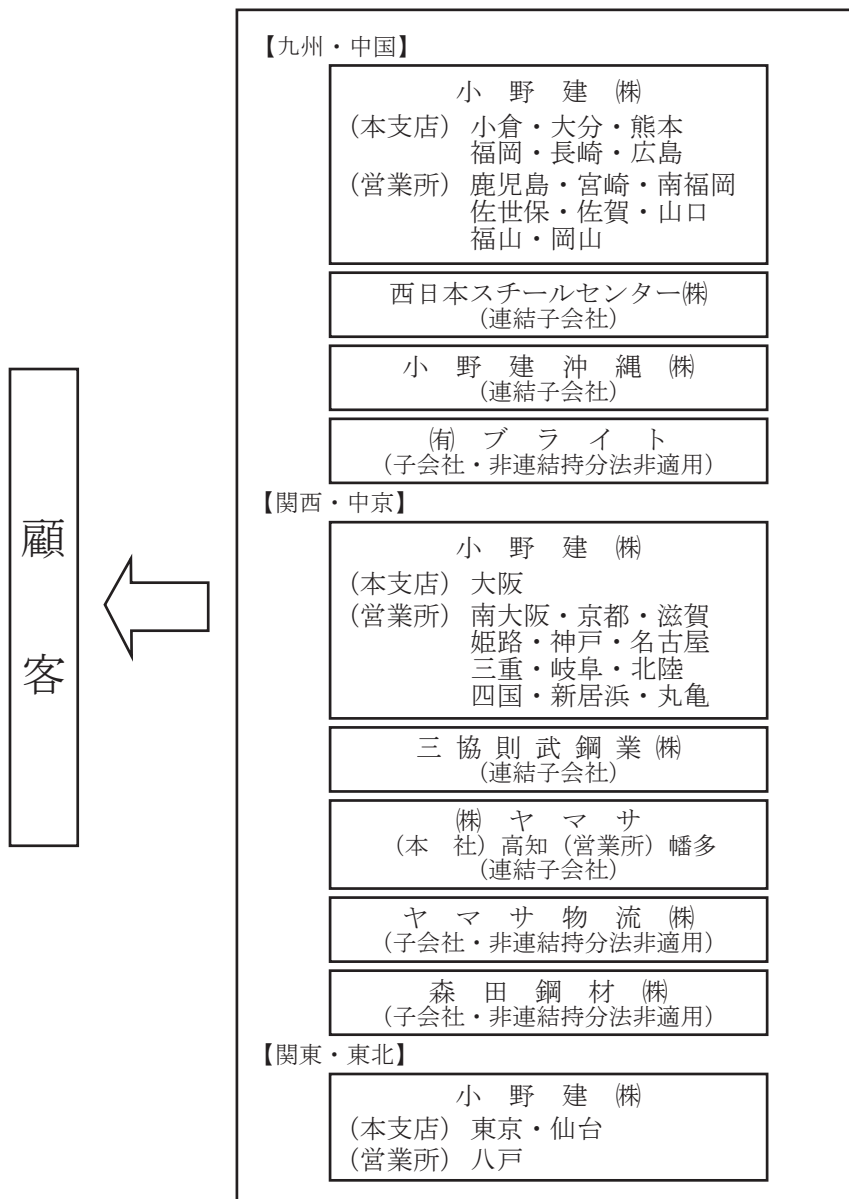 【九州・中国】
小野建㈱
（本支店）小倉・大分・熊本
福岡・長崎・広島
（営業所）鹿児島・宮崎・南福岡
佐世保・佐賀・山口
福山・岡山
西日本スチールセンター㈱
（連結子会社）
小野建沖縄㈱
（連結子会社）
㈲ブライト
（子会社・非連結持分法非適用）
【関西・中京】
小野建㈱
（本支店）大阪
（営業所）南大阪・京都・滋賀
姫路・神戸・名古屋
三重・岐阜・北陸
四国・新居浜・丸亀
三協則武鋼業㈱
（連結子会社）
㈱ヤマサ
（本　社）高知（営業所）幡多
（連結子会社）
ヤマサ物流㈱
（子会社・非連結持分法非適用）
森田鋼材㈱
（子会社・非連結持分法非適用）
【関東・東北】
小野建㈱
（本支店）東京・仙台
（営業所）八戸
顧客